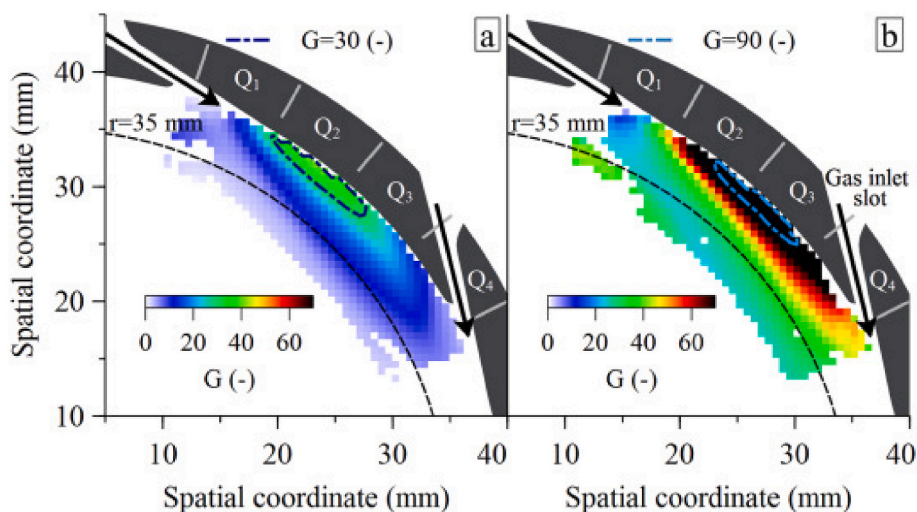 G=30 (-)
a
G=90 (-)
b
Spatial coordinate (mm)
40
30
20
10
Q₁
Q₂
Q₃
Q₄
r=35 mm
0 20 40 60
G (-)
10 20 30 40
Spatial coordinate (mm)
Q₁
Q₂
Q₃
Q₄
r=35 mm
Gas inlet
slot
0 20 40 60
G (-)
10 20 30 40
Spatial coordinate (mm)